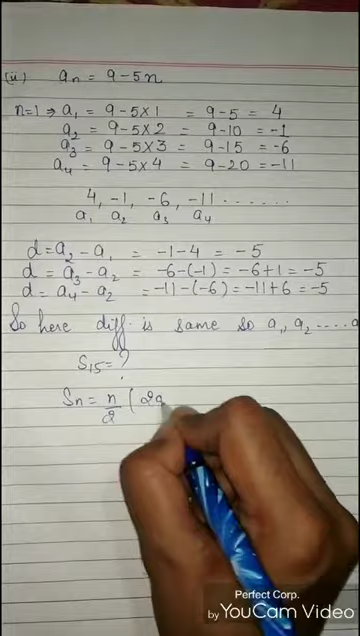 (ii) an = 9-5n
n=1 ⇒ a1 = 9-5×1 = 9-5 = 4
a2 = 9-5×2 = 9-10 = -1
a3 = 9-5×3 = 9-15 = -6
a4 = 9-5×4 = 9-20 = -11
4, -1, -6, -11 .......
a1 a2 a3 a4
d = a2 - a1 = -1-4 = -5
d = a3 - a2 = -6-(-1) = -6+1 = -5
d = a4 - a2 = -11-(-6) = -11+6 = -5
So here diff. is same so a1, a2 .....a
S15 = ?
Sn = n/2 (2a
Perfect Corp.
by YouCam Video